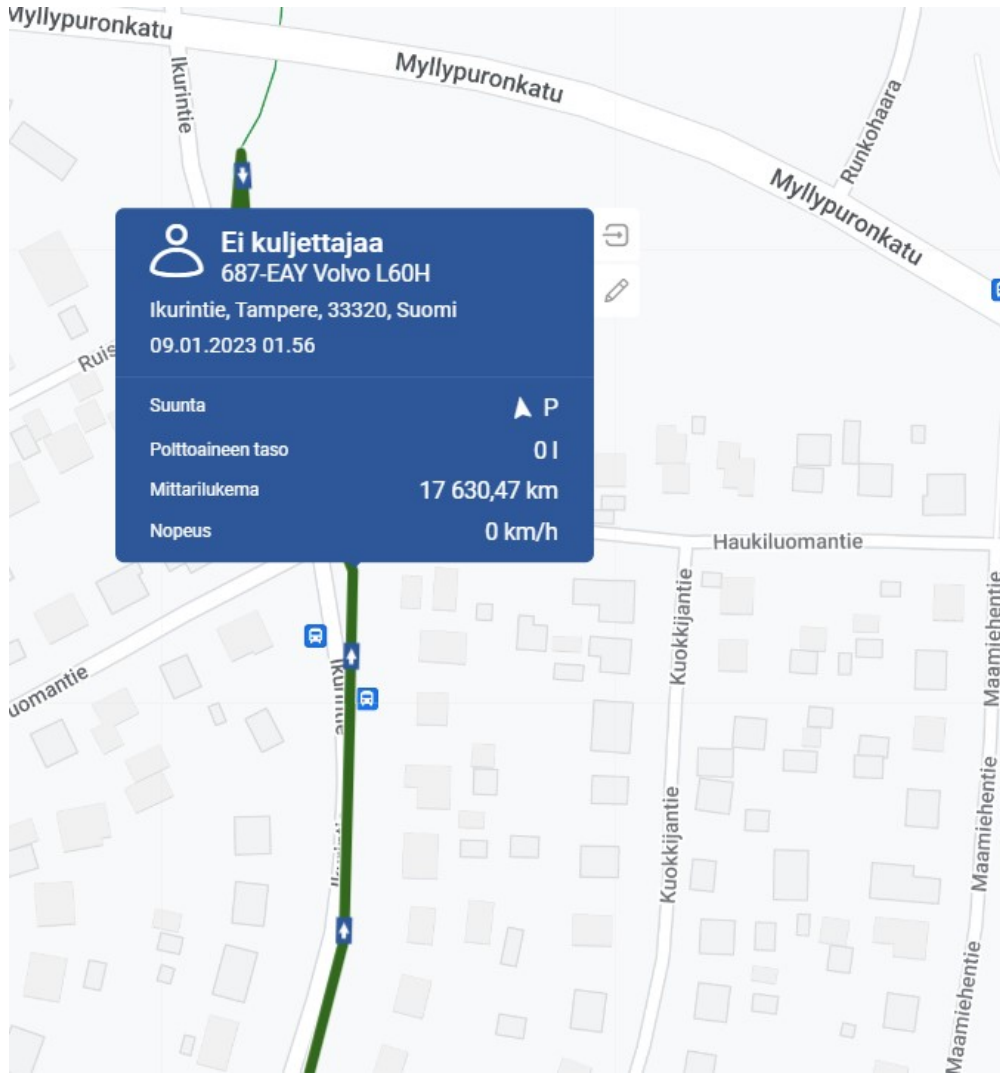 Myllypuronkatu
Myllypuronkatu
Myllypuronkatu
Ikurintie
Runkohaara
Ei kuljettajaa
687-EAY Volvo L60H
Ikurintie, Tampere, 33320, Suomi
09.01.2023 01.56
Ruis
Suunta P
Polttoaineen taso 0 l
Mittarilukema 17 630,47 km
Nopeus 0 km/h
Haukiluomantie
Kuokkijantie
Maamiehentie
uomantie
Kuokkijantie
Maamiehentie
Maamiehentie